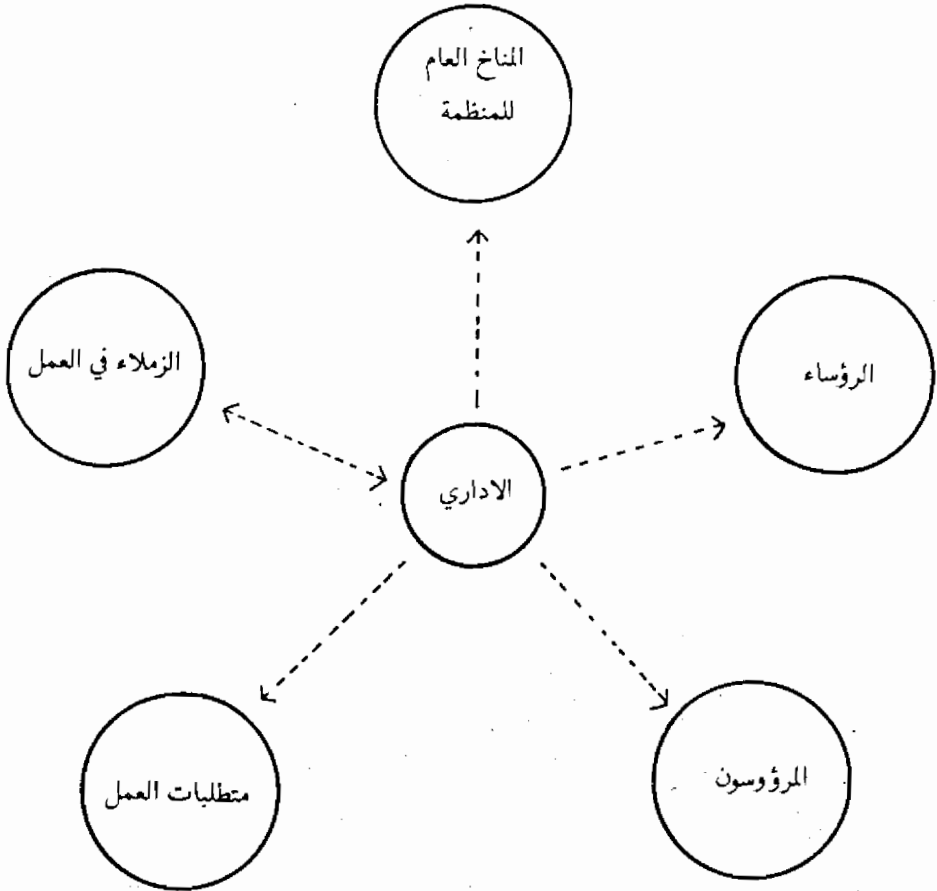 المناخ العام
للمنظمة
الرؤساء
الزملاء في العمل
الاداري
المرؤوسون
متطلبات العمل